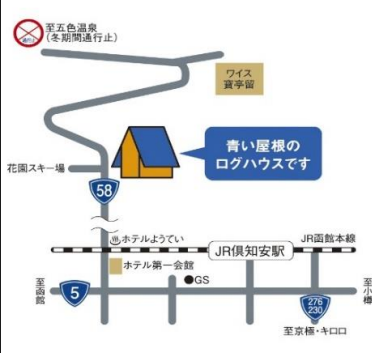 至五色温泉
(冬期間通行止)
ワイス
寶亭留
青い屋根の
ログハウスです
花園スキー場
58
ホテルようてい
JR倶知安駅
JR函館本線
ホテル第一会館
GS
至函館
5
276
230
至小樽
至京極・キロロ